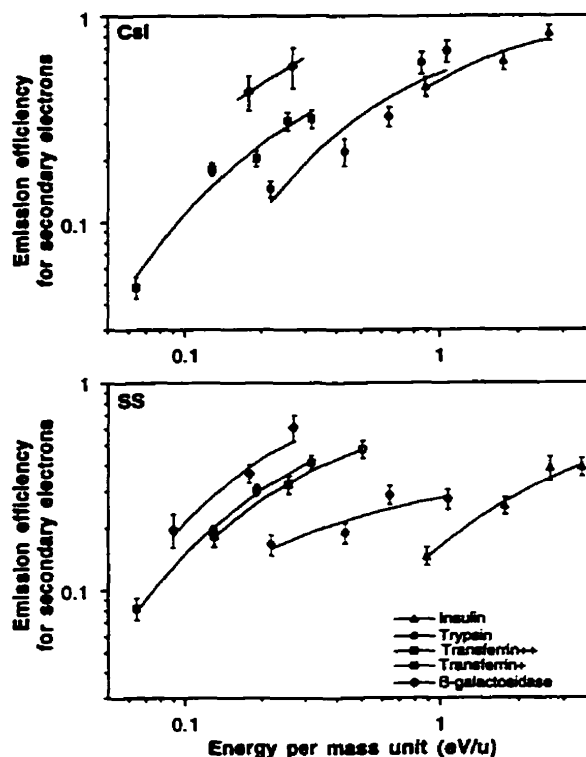 1
CsI
0.1
Emission efficiency
for secondary electrons
0.1
1
1
SS
0.1
Emission efficiency
for secondary electrons
Insulin
Trypsin
Transferrin++
Transferrin+
B-galactosidase
0.1
1
Energy per mass unit (eV/u)